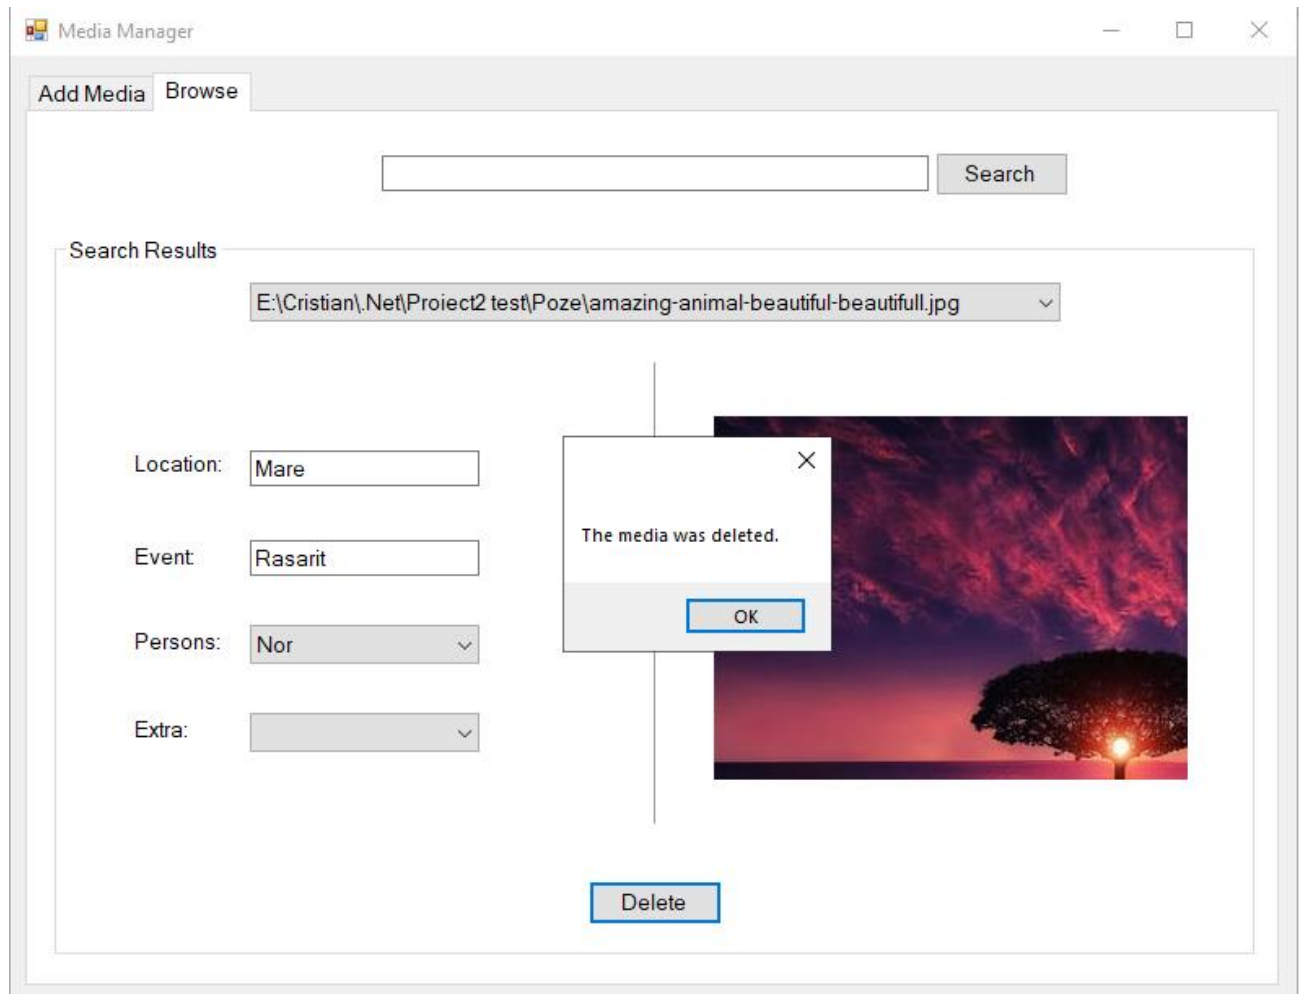 Media Manager
Add Media
Browse
Search
Search Results
E:\Cristian\.Net\Proiect2 test\Poze\amazing-animal-beautiful-beautifull.jpg
Location:
Mare
The media was deleted.
Event:
Rasarit
OK
Persons:
Nor
Extra:
Delete